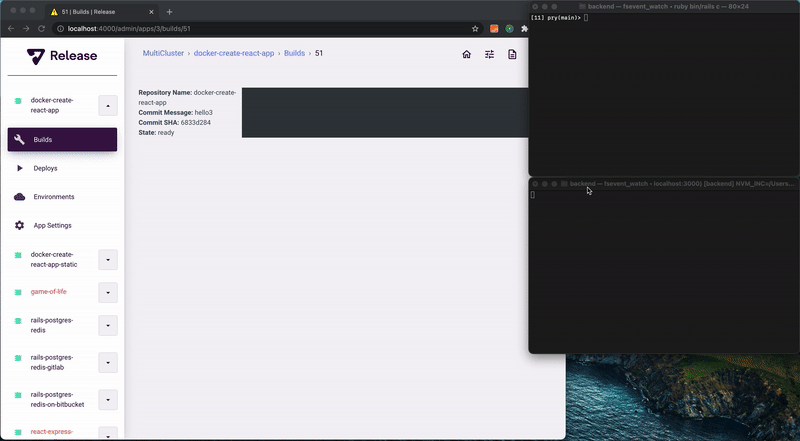 51 | Builds | Release
localhost:4000/admin/apps/3/builds/51
Release
MultiCluster › docker-create-react-app › Builds › 51
docker-create-
react-app
Builds
Deploys
Environments
App Settings
docker-create-
react-app-static
game-of-life
rails-postgres-
redis
rails-postgres-
redis-gitlab
rails-postgres-
redis-on-bitbucket
react-express-
Repository Name: docker-create-
react-app
Commit Message: hello3
Commit SHA: 6833d284
State: ready
backend — fsevent_watch ◂ ruby bin/rails c — 80×24
[11] pry(main)>
backend — fsevent_watch ◂ localhost:3000] [backend] NVM_INC=/Users...